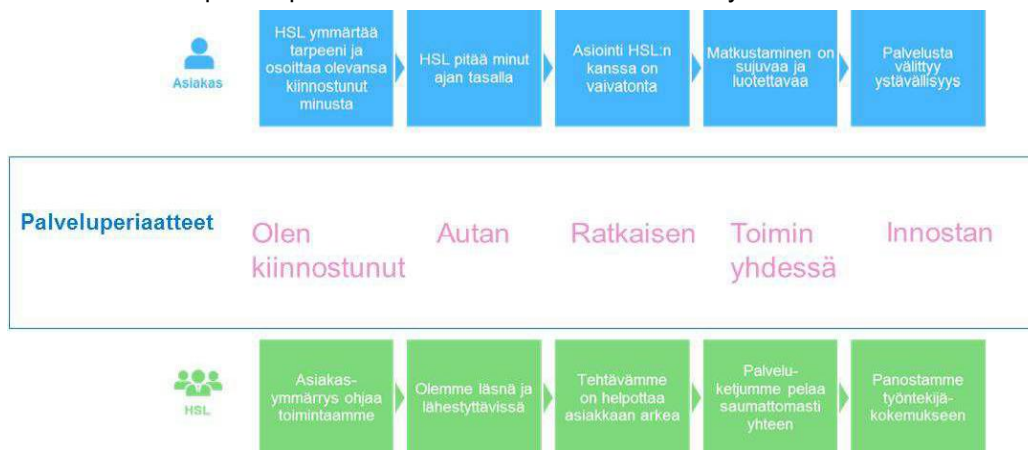 HSL ymmärtää
tarpeeni ja
osoittaa olevansa
kiinnostunut
minusta
HSL pitää minut
ajan tasalla
Asiointi HSL:n
kanssa on
vaivatonta
Matkustaminen on
sujuvaa ja
luotettavaa
Palvelusta
välittyy
ystävällisyys
Asiakas
Palveluperiaatteet
Olen
kiinnostunut
Autan
Ratkaisen
Toimin
yhdessä
Innostan
HSL
Asiakas-
ymmärrys ohjaa
toimintaamme
Olemme läsnä ja
lähestyttävissä
Tehtävämme
on helpottaa
asiakkaan arkea
Palvelu-
ketjumme pelaa
saumattomasti
yhteen
Panostamme
työntekijä-
kokemukseen